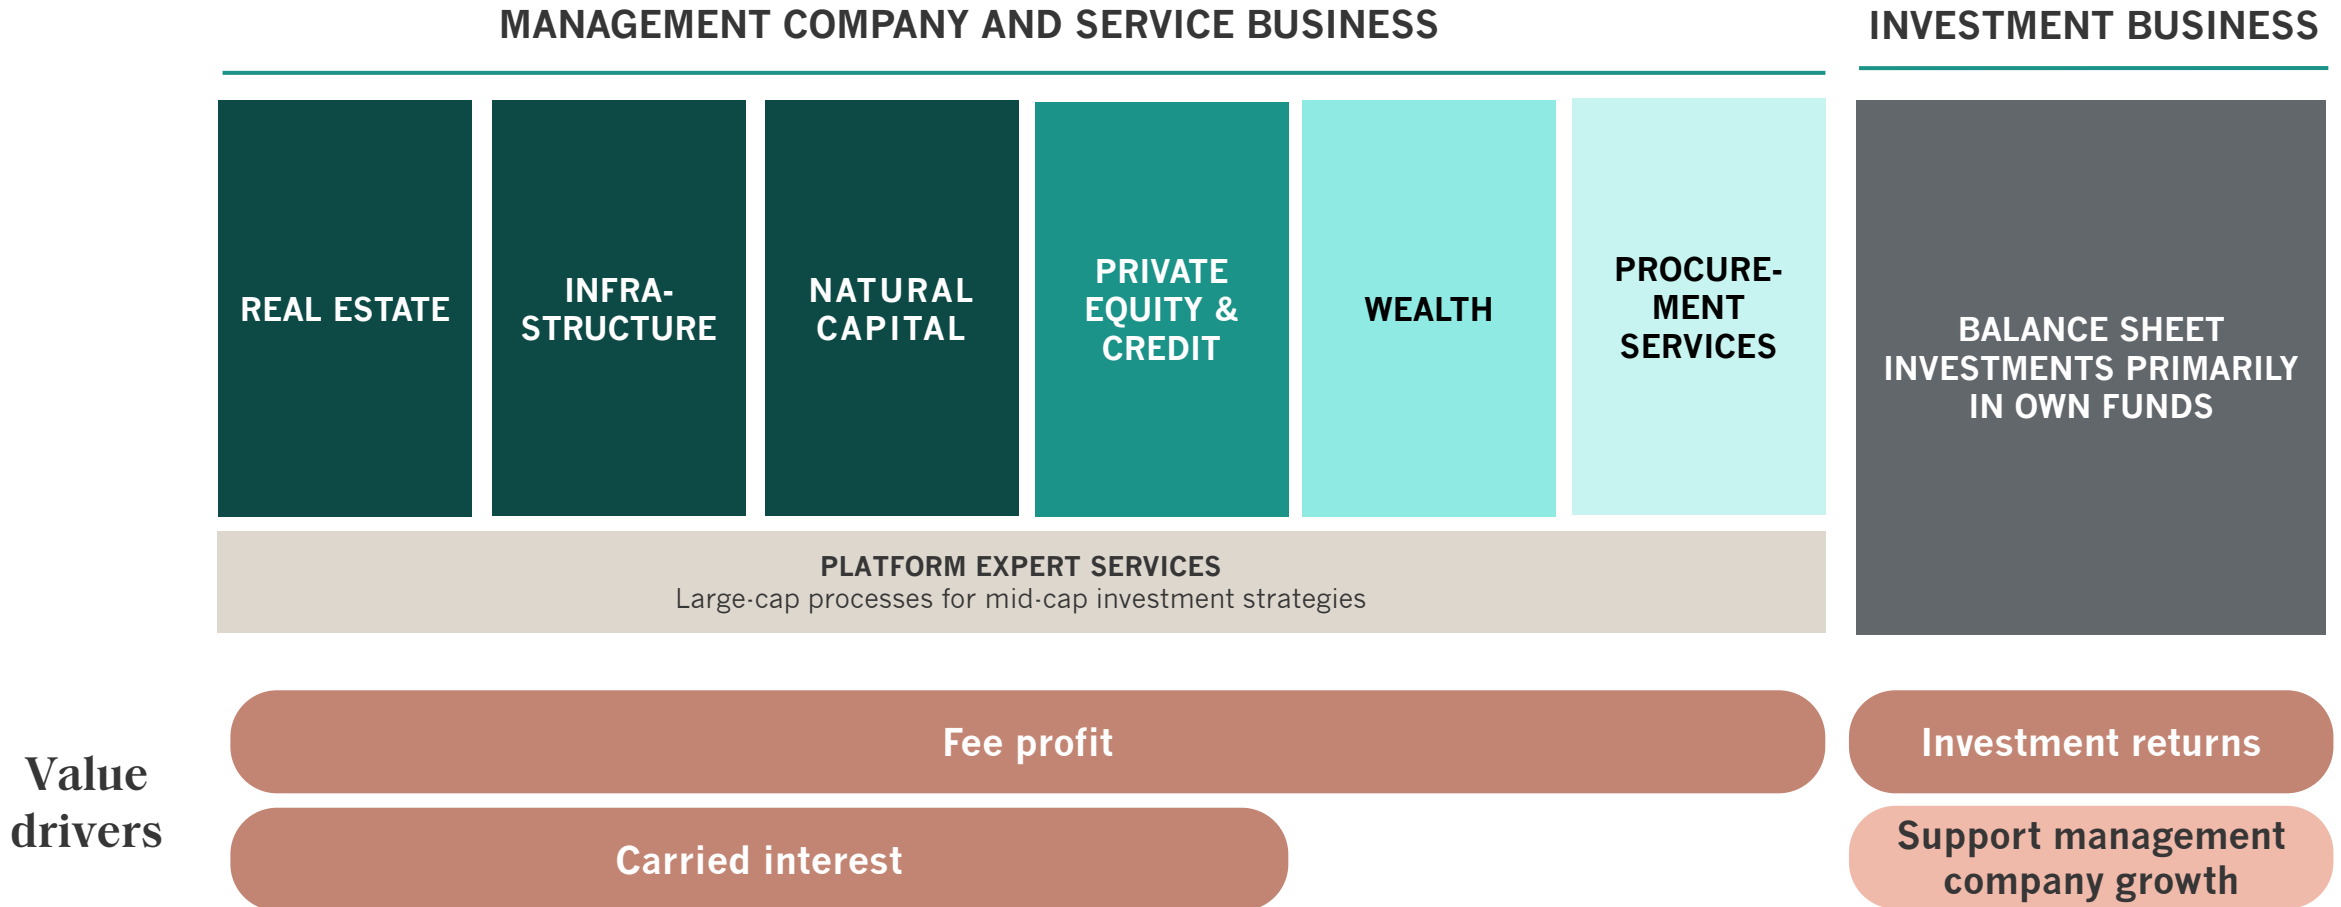 MANAGEMENT COMPANY AND SERVICE BUSINESS
INVESTMENT BUSINESS
REAL ESTATE
INFRA-
STRUCTURE
NATURAL
CAPITAL
PRIVATE
EQUITY &
CREDIT
WEALTH
PROCURE-
MENT
SERVICES
BALANCE SHEET
INVESTMENTS PRIMARILY
IN OWN FUNDS
PLATFORM EXPERT SERVICES
Large-cap processes for mid-cap investment strategies
Value
drivers
Fee profit
Investment returns
Carried interest
Support management
company growth